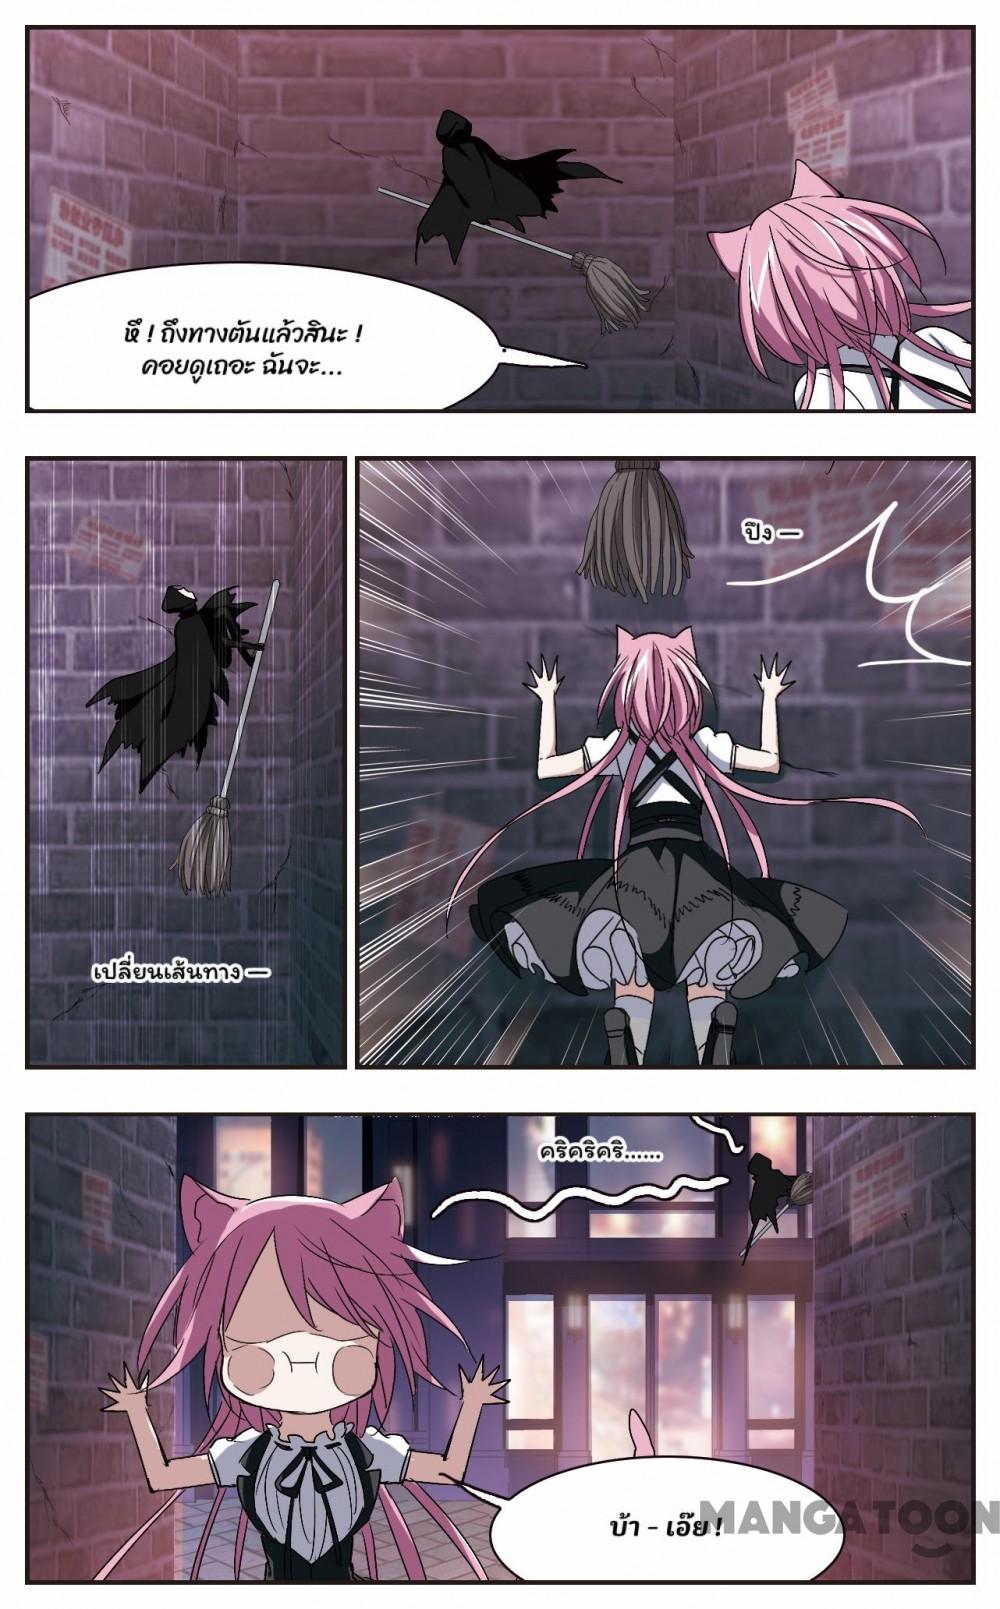 หึ ! ถึงทางตันแล้วสินะ !
คอยดูเถอะ ฉันจะ...
เปลี่ยนเส้นทาง —
ปึง —
คริคริคริ......
บ้า - เอ๊ย !
MANGATOON